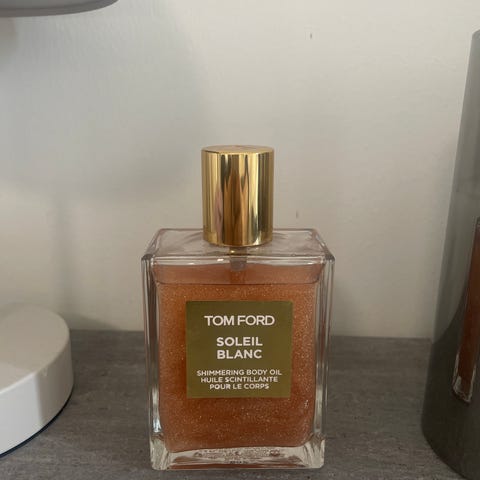 TOM FORD
SOLEIL
BLANC
SHIMMERING BODY OIL
HUILE SCINTILLANTE
POUR LE CORPS